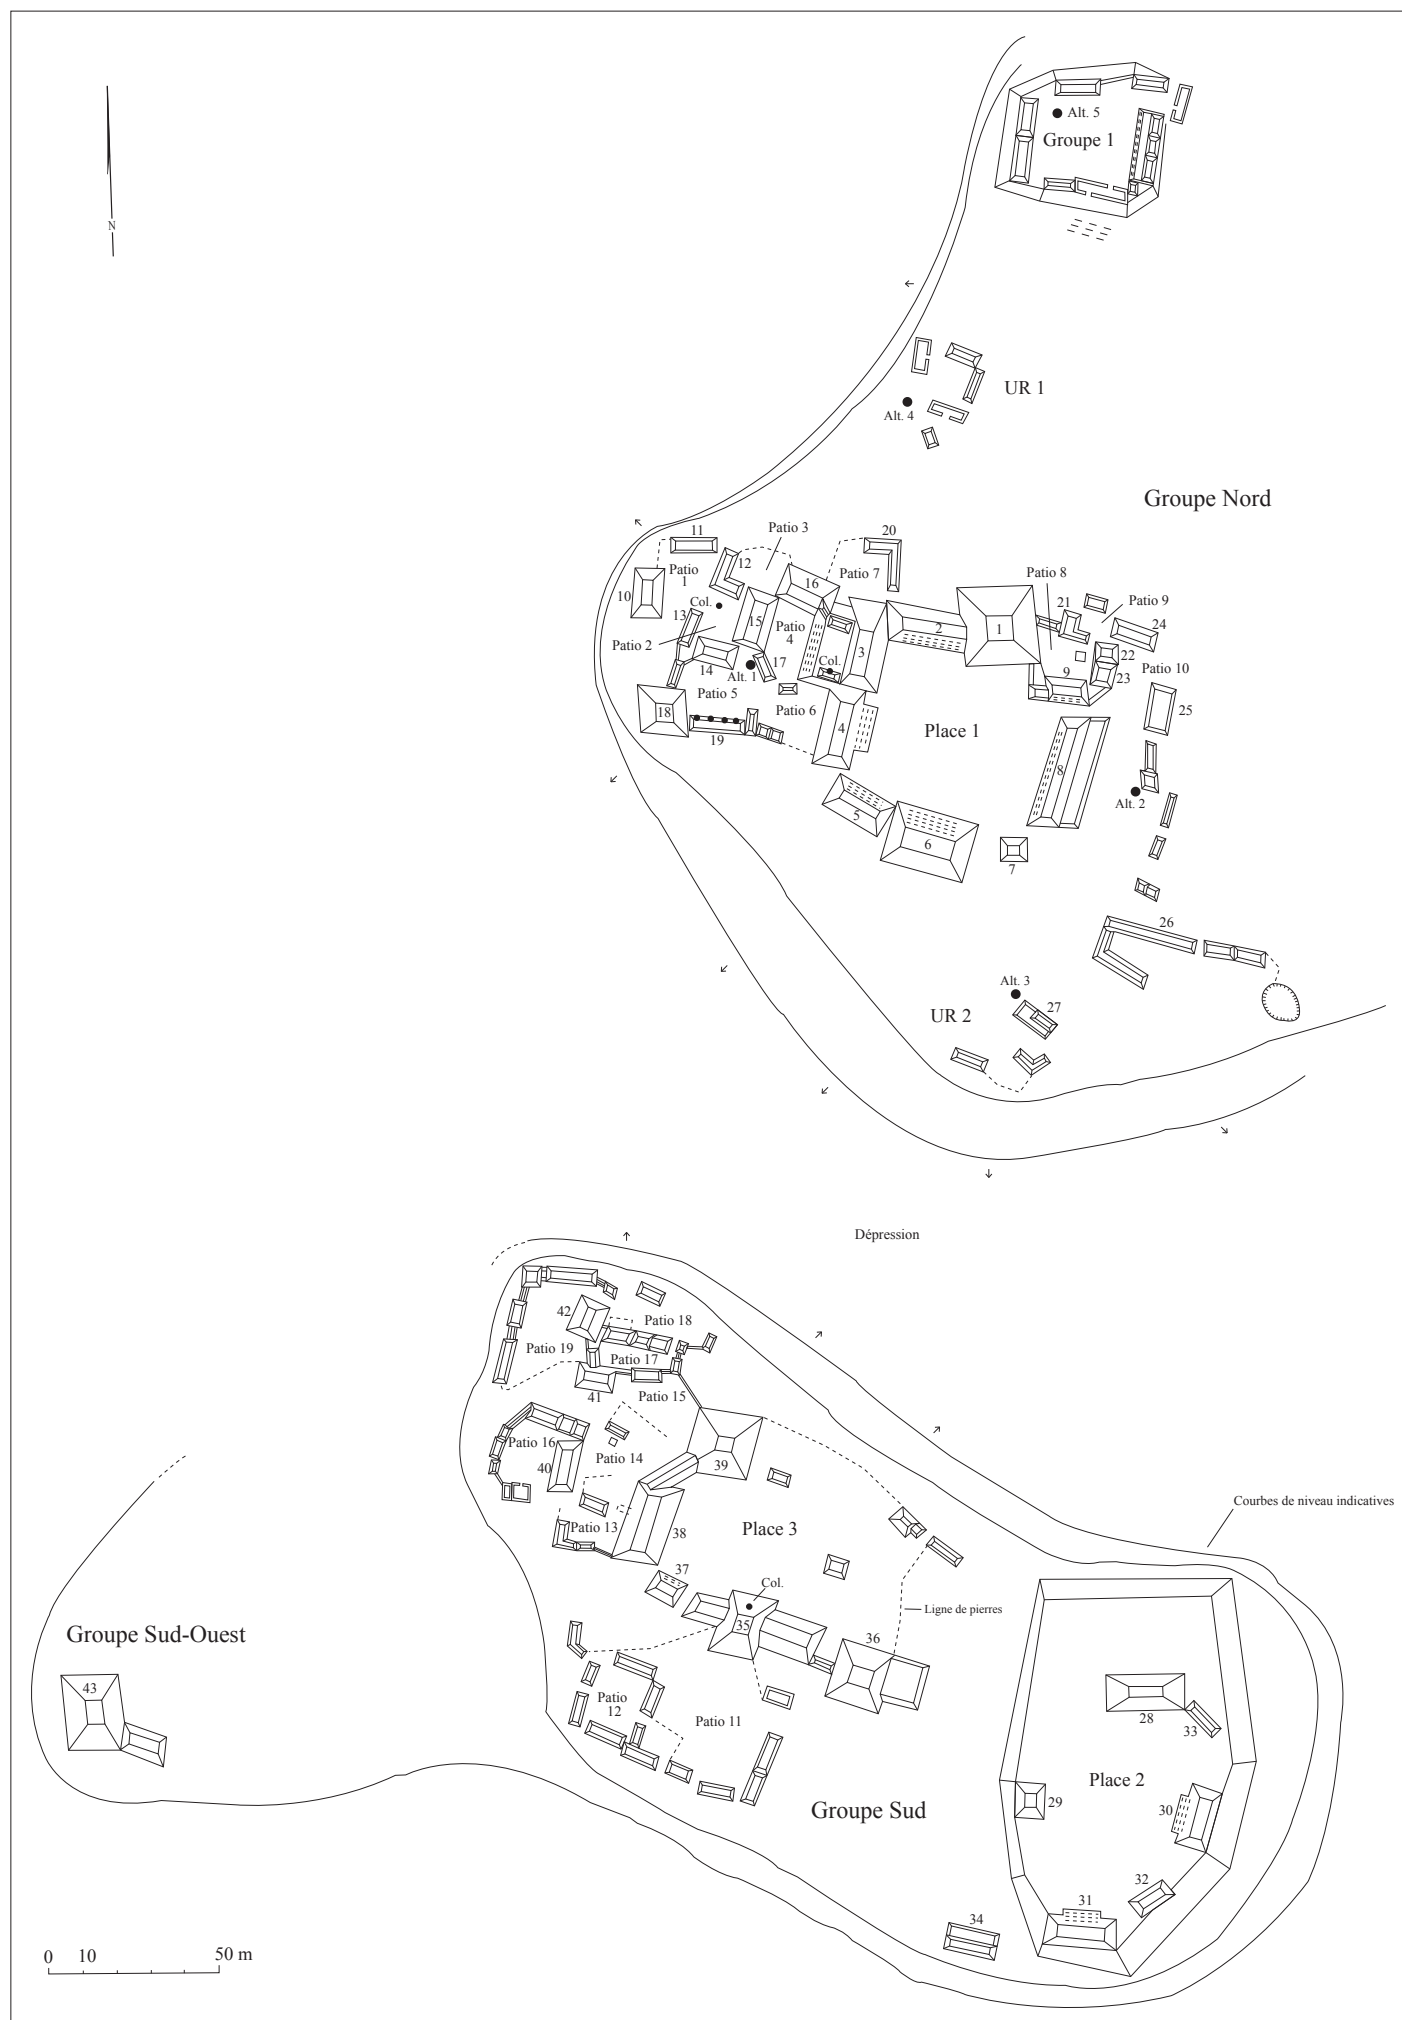 Alt. 5
Groupe 1
N
UR 1
Alt. 4
Groupe Nord
11
Patio 3
20
12
Patio
1
16
Patio 7
Patio 8
21
Patio 9
10
Col.
13
15
Patio
4
2
1
24
Patio 2
3
22
14
Alt. 1
17
Col.
9
23
Patio 10
Patio 5
18
Patio 6
25
19
4
Place 1
8
Alt. 2
5
6
7
26
Alt. 3
27
UR 2
Dépression
42
Patio 18
Patio 19
Patio 17
41
Patio 15
Patio 16
40
Patio 14
39
Courbes de niveau indicatives
Patio 13
38
Place 3
37
Col.
35
Ligne de pierres
Groupe Sud-Ouest
36
43
Patio
12
Patio 11
28
33
Place 2
29
30
Groupe Sud
32
31
34
0 10 50 m